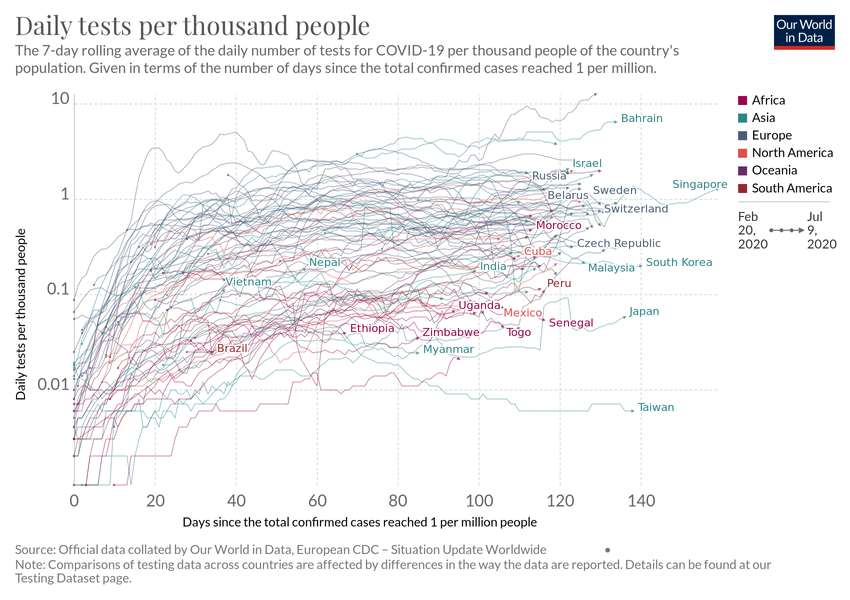 Daily tests per thousand people
Our World
in Data
The 7-day rolling average of the daily number of tests for COVID-19 per thousand people of the country's
population. Given in terms of the number of days since the total confirmed cases reached 1 per million.
10
1
0.1
0.01
Daily tests per thousand people
Bahrain
Israel
Russia
Singapore
Sweden
Belarus
Switzerland
Morocco
Czech Republic
Cuba
Nepal
India
Malaysia
South Korea
Vietnam
Peru
Uganda
Mexico
Japan
Senegal
Ethiopia
Zimbabwe
Togo
Brazil
Myanmar
Taiwan
0
20
40
60
80
100
120
140
Days since the total confirmed cases reached 1 per million people
Africa
Asia
Europe
North America
Oceania
South America
Feb
20,
2020
Jul
9,
2020
Source: Official data collated by Our World in Data, European CDC – Situation Update Worldwide
Note: Comparisons of testing data across countries are affected by differences in the way the data are reported. Details can be found at our
Testing Dataset page.